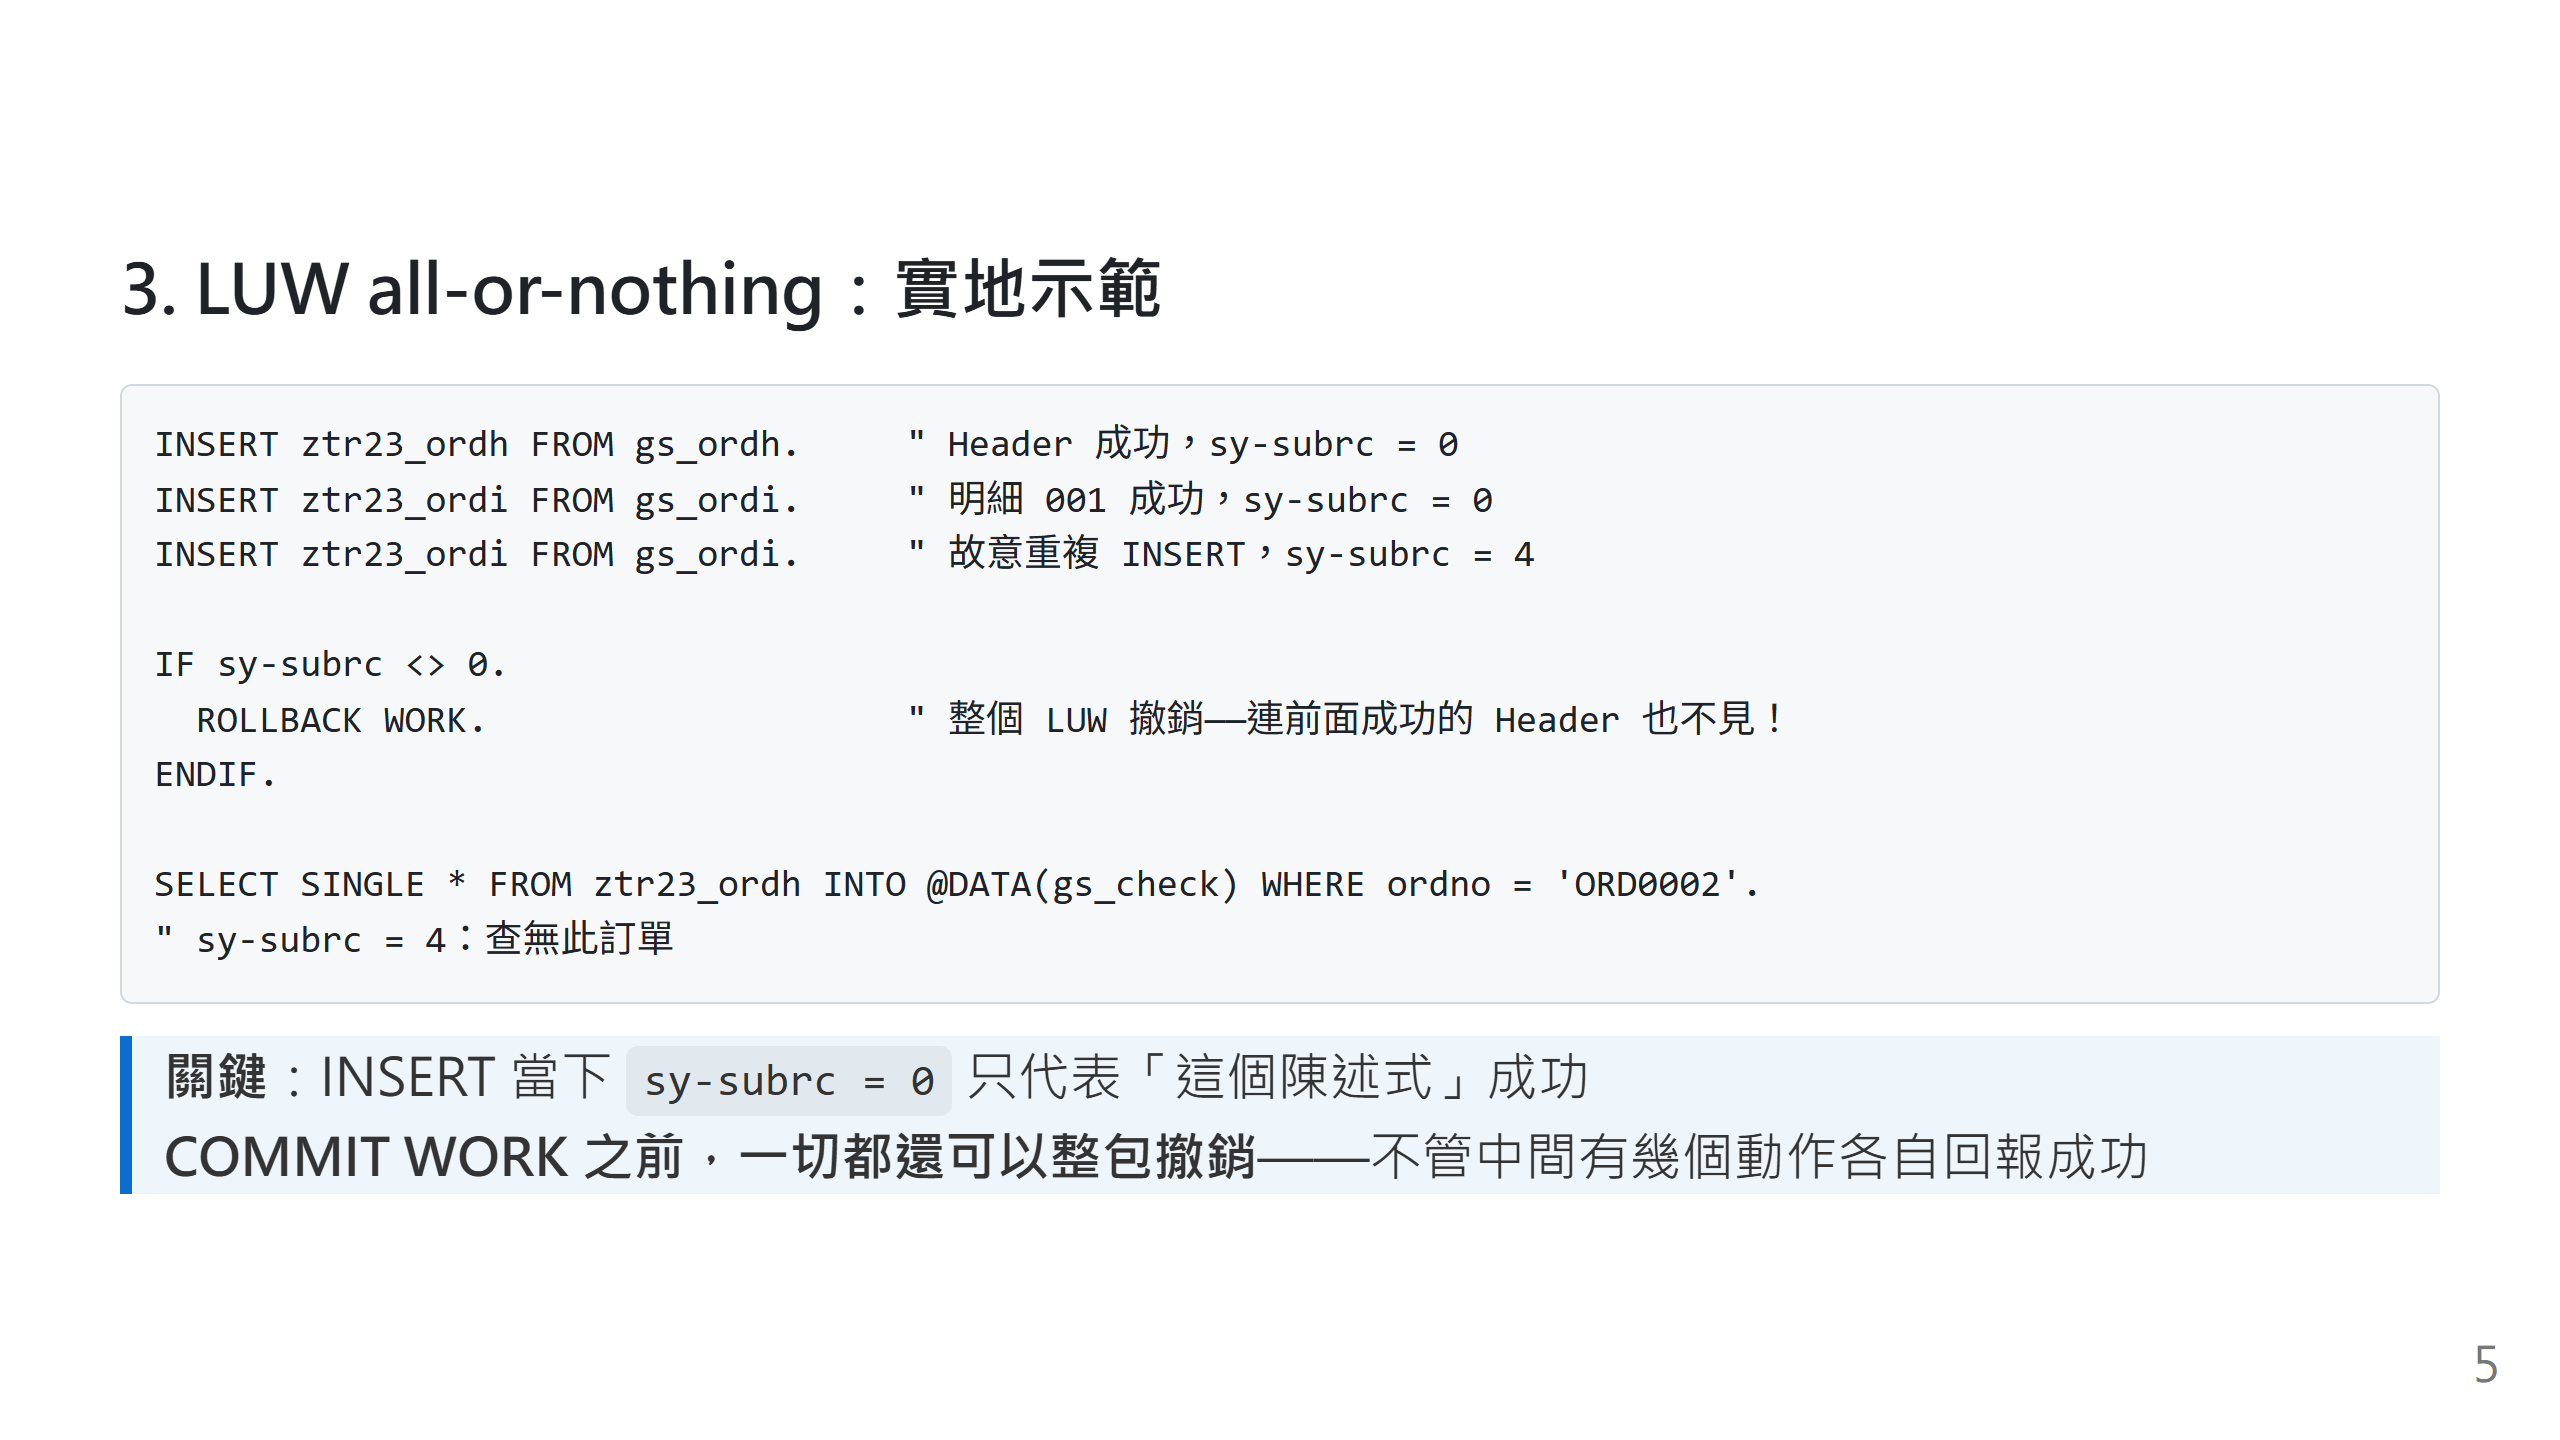 3. LUW all-or-nothing：實地示範
INSERT ztr23_ordh FROM gs_ordh.     " Header 成功，sy-subrc = 0
INSERT ztr23_ordi FROM gs_ordi.     " 明細 001 成功，sy-subrc = 0
INSERT ztr23_ordi FROM gs_ordi.     " 故意重複 INSERT，sy-subrc = 4
IF sy-subrc <> 0.
  ROLLBACK WORK.                    " 整個 LUW 撤銷——連前面成功的 Header 也不見！
ENDIF.
SELECT SINGLE * FROM ztr23_ordh INTO @DATA(gs_check) WHERE ordno = 'ORD0002'.
" sy-subrc = 4：查無此訂單
關鍵：INSERT 當下 sy-subrc = 0 只代表「這個陳述式」成功
COMMIT WORK 之前，一切都還可以整包撤銷——不管中間有幾個動作各自回報成功
5